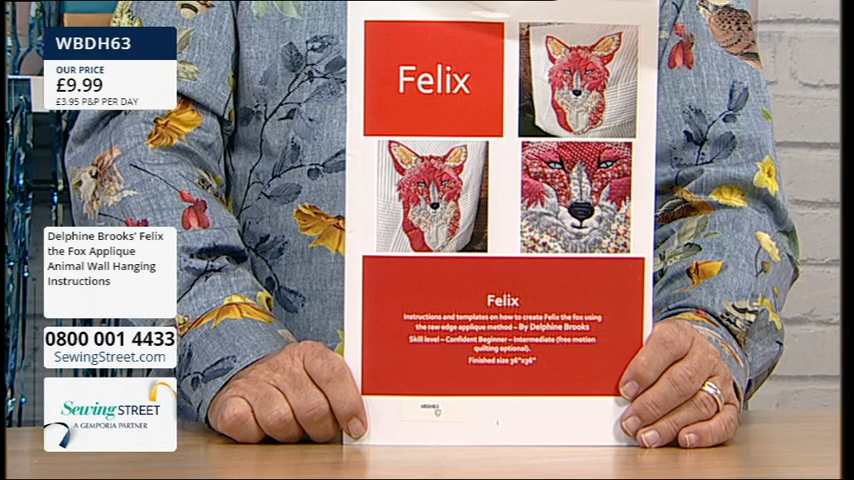 WBDH63
OUR PRICE
£9.99
£3.95 P&P PER DAY
Delphine Brooks' Felix
the Fox Applique
Animal Wall Hanging
Instructions
0800 001 4433
SewingStreet.com
Sewing STREET
A GEMPORIA PARTNER
Felix
Felix
Instructions and templates on how to create Felix the fox using
the raw edge applique method – By Delphine Brooks
Skill level – Confident Beginner – Intermediate (free motion
quilting optional).
Finished size 36"x36"
WBDH63
1